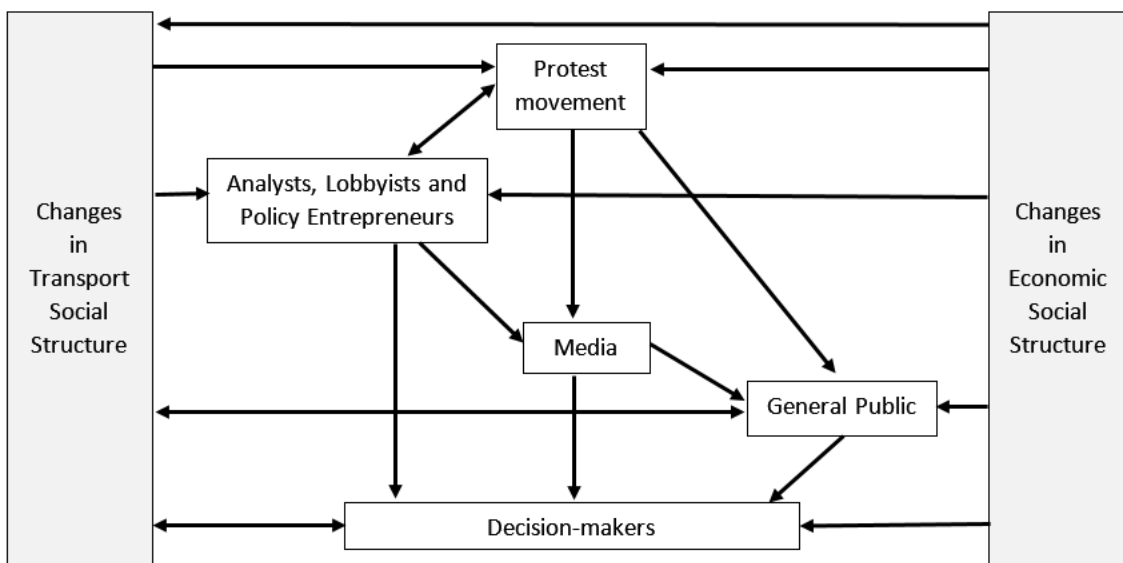 Protest
movement
Analysts, Lobbyists and
Policy Entrepreneurs
Changes
in
Transport
Social
Structure
Changes
in
Economic
Social
Structure
Media
General Public
Decision-makers